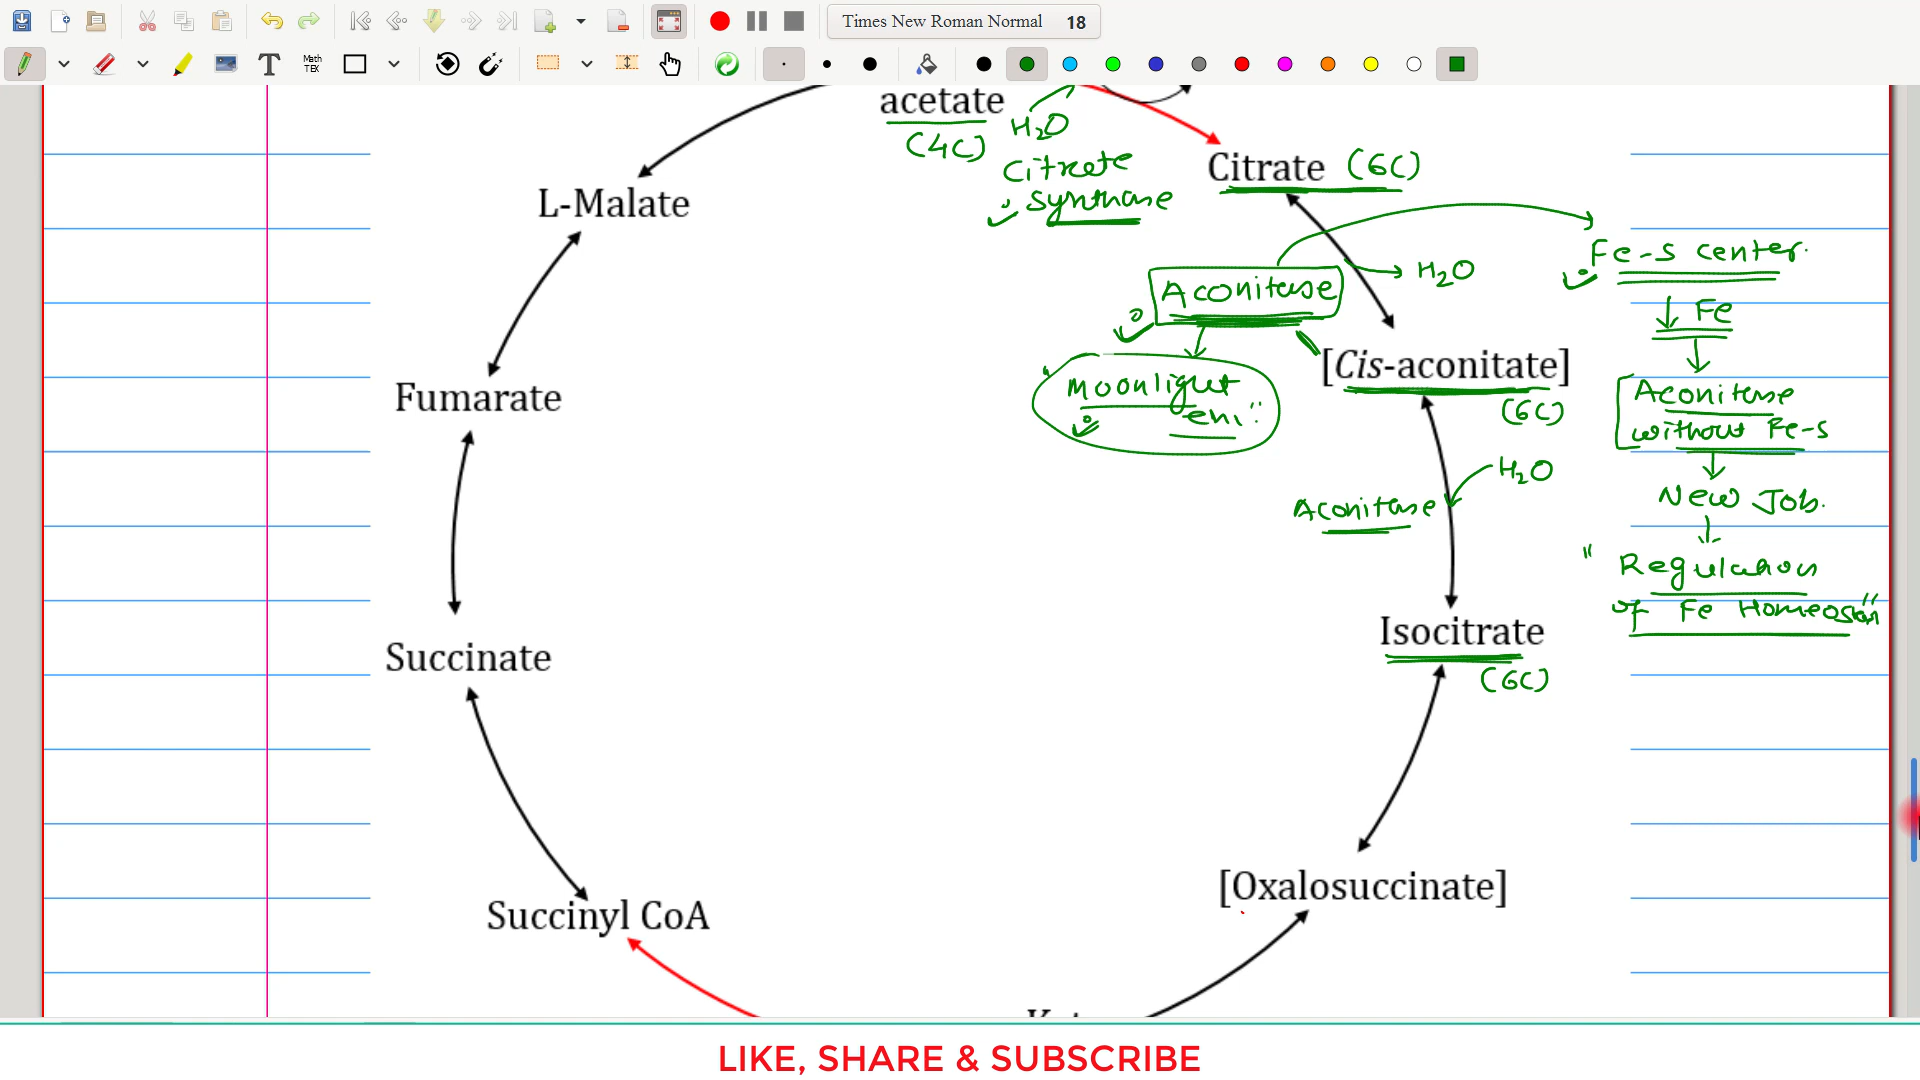 Times New Roman Normal 18
Math
TEX
acetate
(4C)
H₂O
Citrate
Synthase
Citrate (6C)
L-Malate
Fe-S center.
H₂O
Aconitase
↓ Fe
[Cis-aconitate]
(6C)
"Moonlight
enz"
Fumarate
Aconitase
without Fe-S
H₂O
Aconitase
New Job.
"Regulation
of Fe
Isocitrate
(6C)
Succinate
[Oxalosuccinate]
Succinyl CoA
LIKE, SHARE & SUBSCRIBE